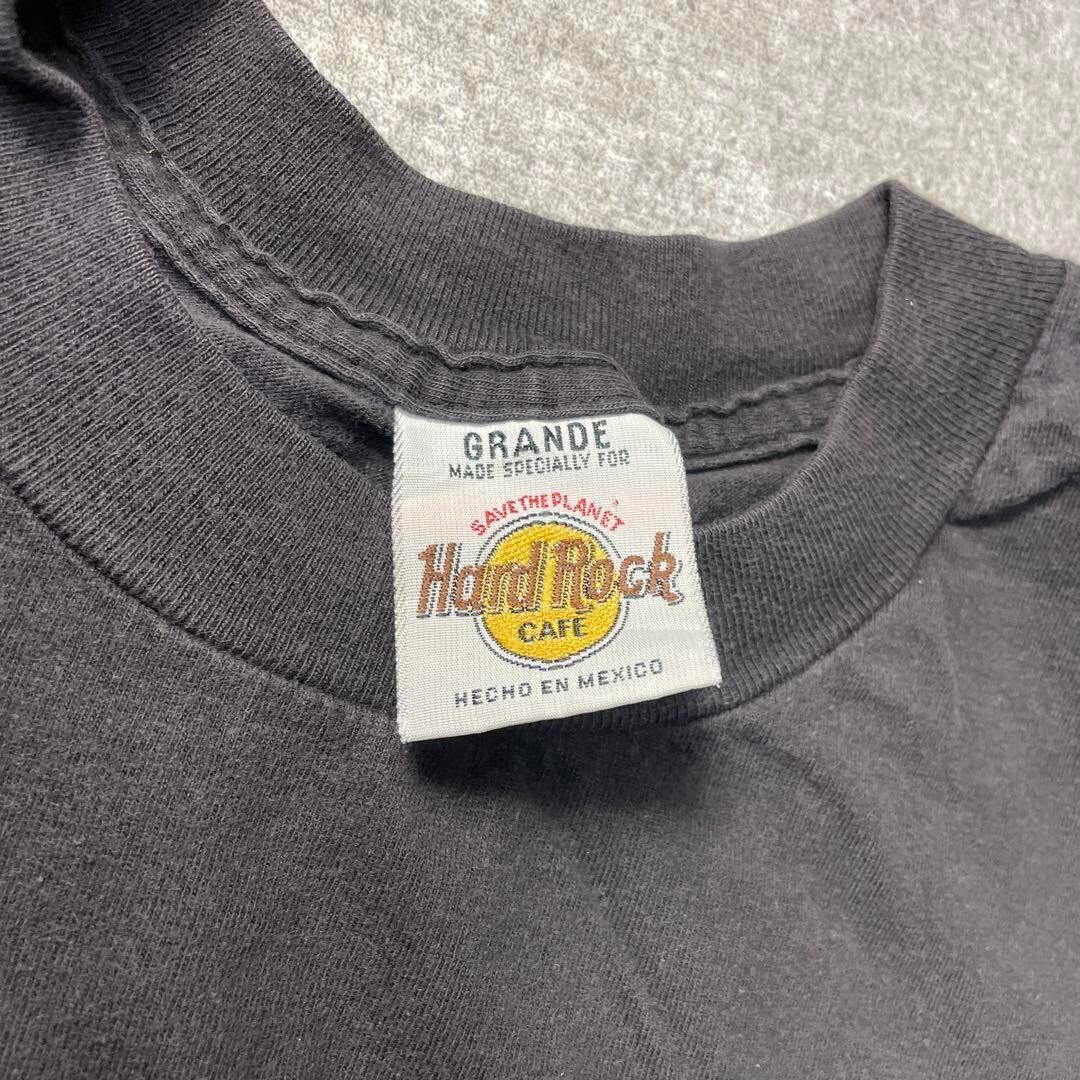 GRANDE
MADE SPECIALLY FOR
SAVE THE PLANET
Hard Rock
CAFE
HECHO EN MEXICO